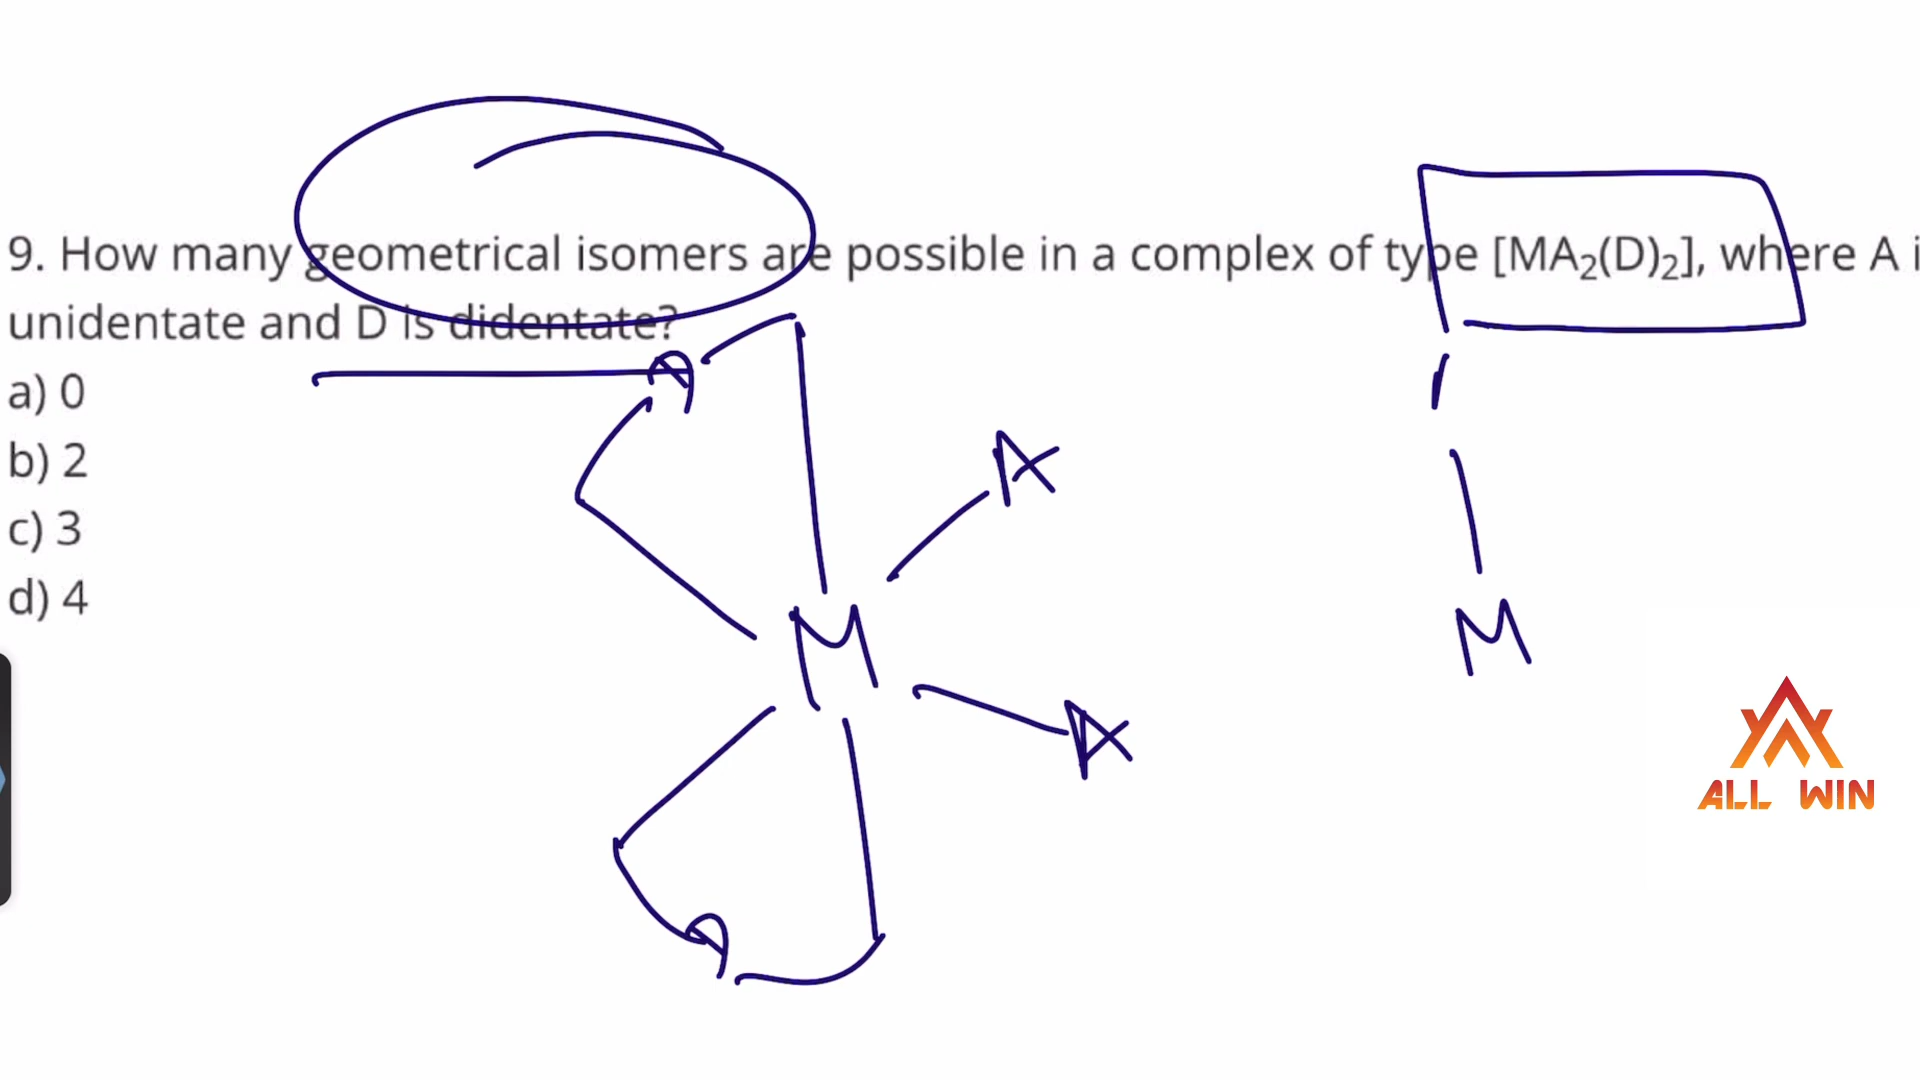 9. How many geometrical isomers are possible in a complex of type [MA₂(D)₂], where A i
unidentate and D is didentate?
a) 0
b) 2
c) 3
d) 4
A
M
A
M
ALL WIN